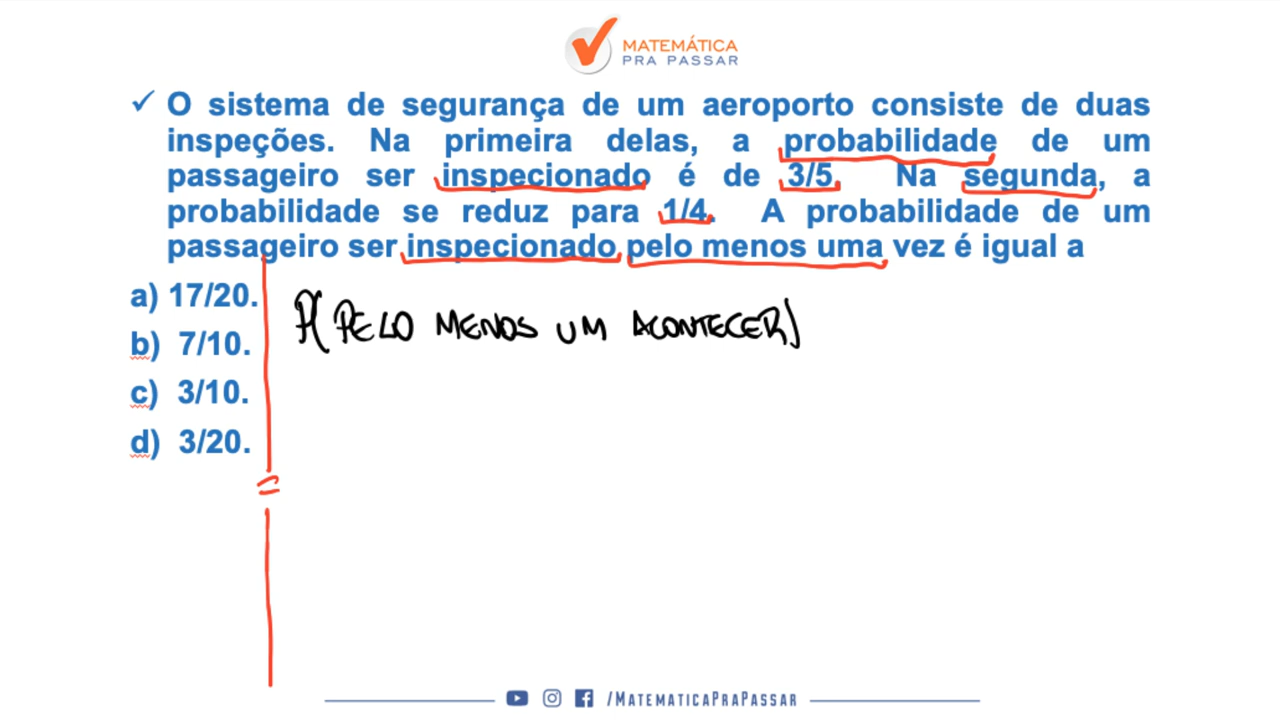 MATEMÁTICA
PRA PASSAR
✓ O sistema de segurança de um aeroporto consiste de duas
inspeções. Na primeira delas, a probabilidade de um
passageiro ser inspecionado é de 3/5. Na segunda, a
probabilidade se reduz para 1/4. A probabilidade de um
passageiro ser inspecionado pelo menos uma vez é igual a
a) 17/20.
b) 7/10.
c) 3/10.
d) 3/20.
P(PELO MENOS UM ACONTECER)
/MATEMATICAPRAPASSAR